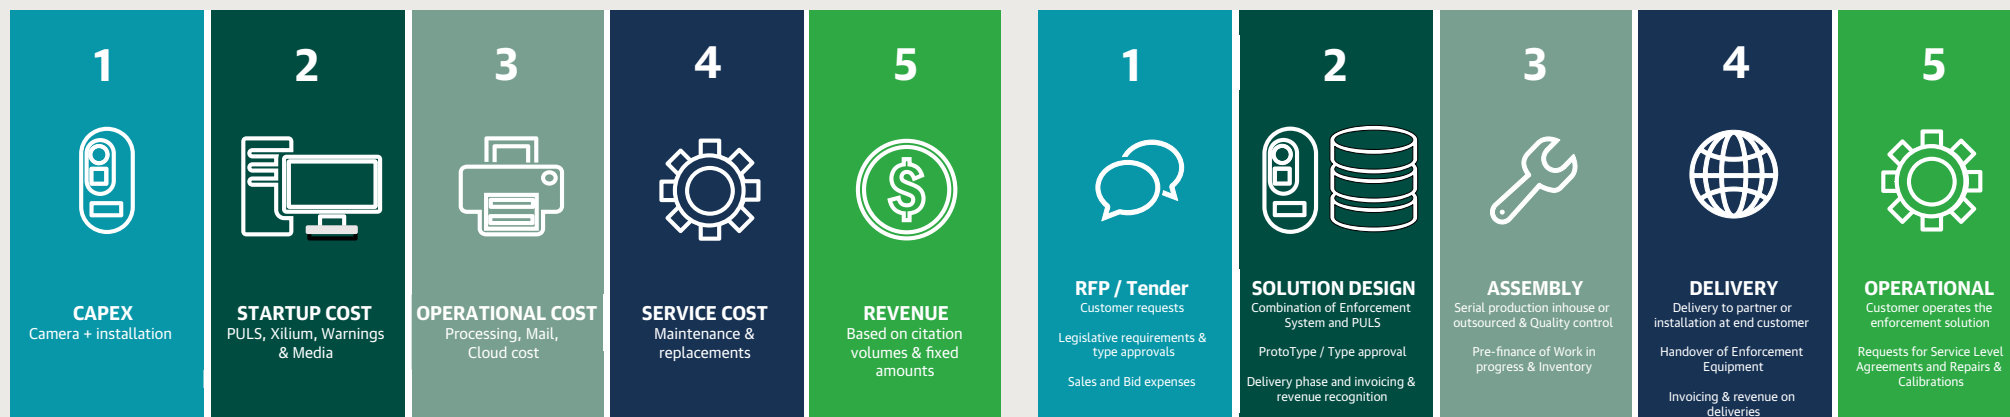 1
CAPEX
Camera + installation
2
STARTUP COST
PULS, Xilium, Warnings
& Media
3
OPERATIONAL COST
Processing, Mail,
Cloud cost
4
SERVICE COST
Maintenance &
replacements
5
REVENUE
Based on citation
volumes & fixed
amounts
1
RFP / Tender
Customer requests
Legislative requirements &
type approvals
Sales and Bid expenses
2
SOLUTION DESIGN
Combination of Enforcement
System and PULS
ProtoType / Type approval
Delivery phase and invoicing &
revenue recognition
3
ASSEMBLY
Serial production inhouse or
outsourced & Quality control
Pre-finance of Work in
progress & Inventory
4
DELIVERY
Delivery to partner or
installation at end customer
Handover of Enforcement
Equipment
Invoicing & revenue on
deliveries
5
OPERATIONAL
Customer operates the
enforcement solution
Requests for Service Level
Agreements and Repairs &
Calibrations